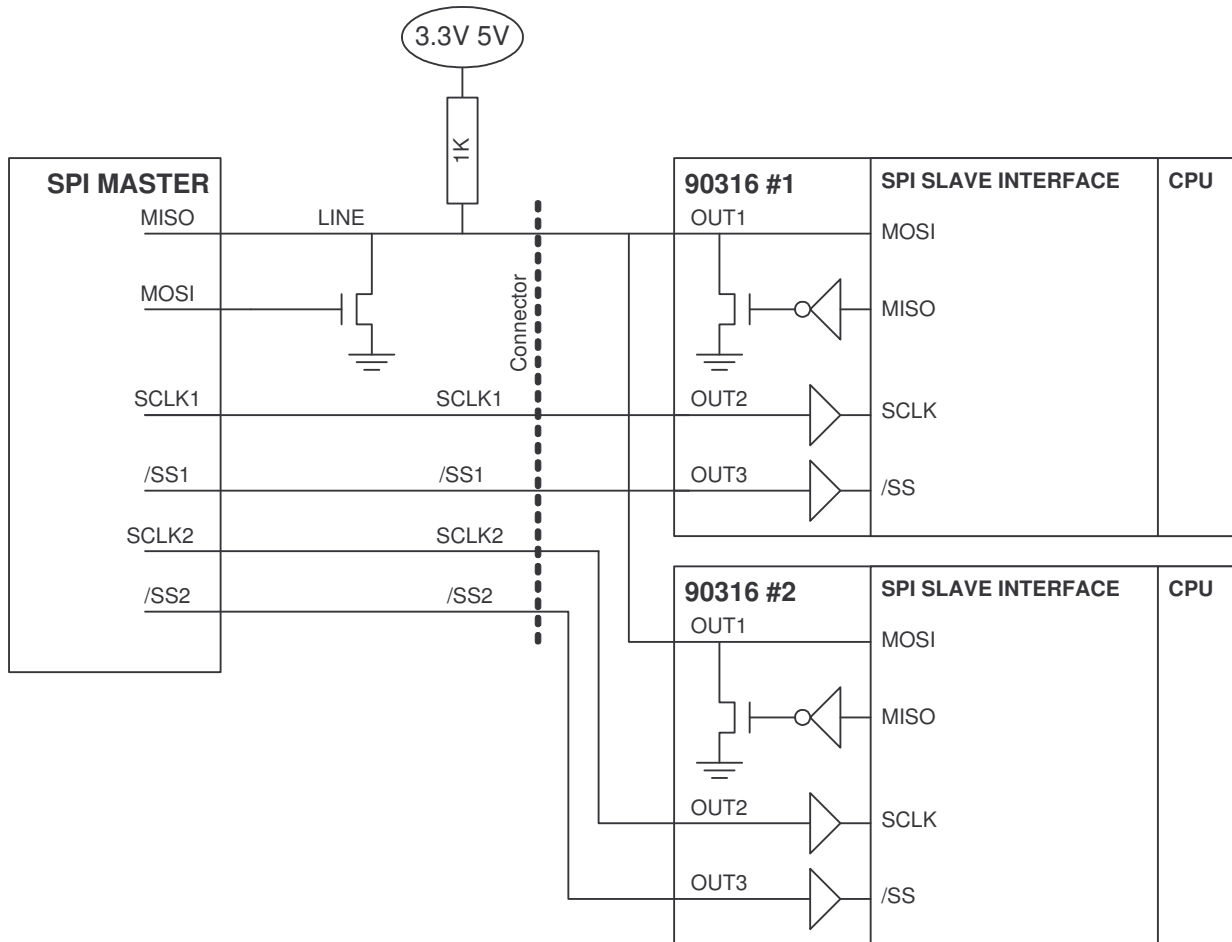 3.3V 5V
1K
SPI MASTER
90316 #1
SPI SLAVE INTERFACE
CPU
MISO
LINE
OUT1
MOSI
MOSI
Connector
MISO
SCLK1
SCLK1
OUT2
SCLK
/SS1
/SS1
OUT3
/SS
SCLK2
SCLK2
/SS2
/SS2
90316 #2
SPI SLAVE INTERFACE
CPU
OUT1
MOSI
MISO
OUT2
SCLK
OUT3
/SS